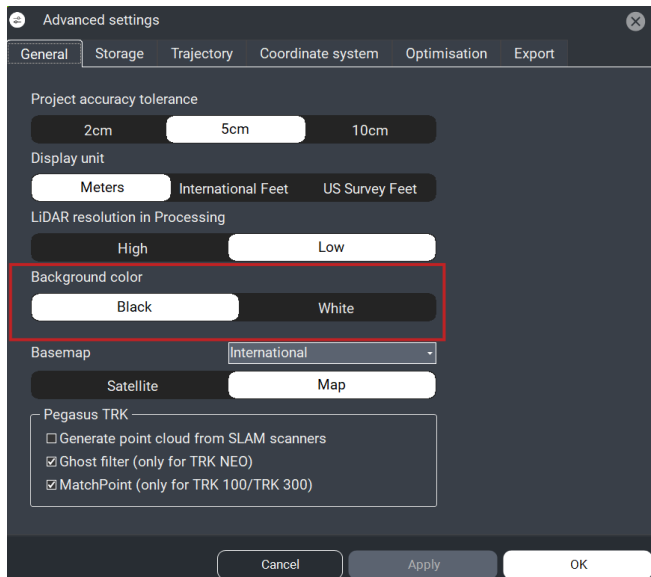 Advanced settings
General Storage Trajectory Coordinate system Optimisation Export
Project accuracy tolerance
2cm 5cm 10cm
Display unit
Meters International Feet US Survey Feet
LiDAR resolution in Processing
High Low
Background color
Black White
Basemap International
Satellite Map
Pegasus TRK
Generate point cloud from SLAM scanners
Ghost filter (only for TRK NEO)
MatchPoint (only for TRK 100/TRK 300)
Cancel Apply OK